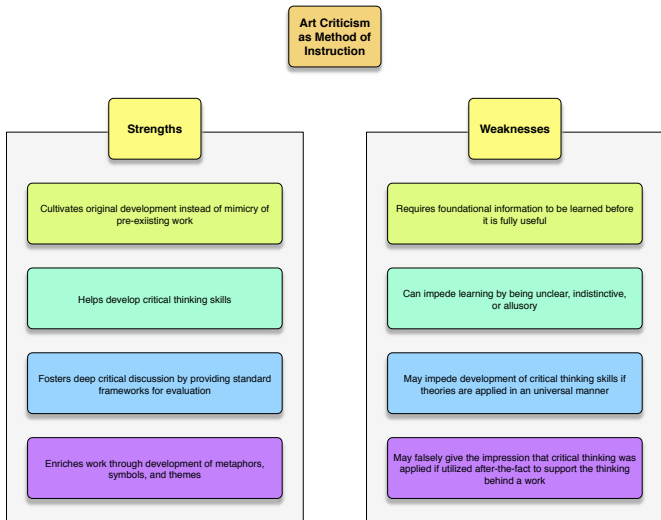 Art Criticism
as Method of
Instruction
Strengths
Cultivates original development instead of mimicry of
pre-exiisting work
Helps develop critical thinking skills
Fosters deep critical discussion by providing standard
frameworks for evaluation
Enriches work through development of metaphors,
symbols, and themes
Weaknesses
Requires foundational information to be learned before
it is fully useful
Can impede learning by being unclear, indistinctive,
or allusory
May impede development of critical thinking skills if
theories are applied in an universal manner
May falsely give the impression that critical thinking was
applied if utilized after-the-fact to support the thinking
behind a work